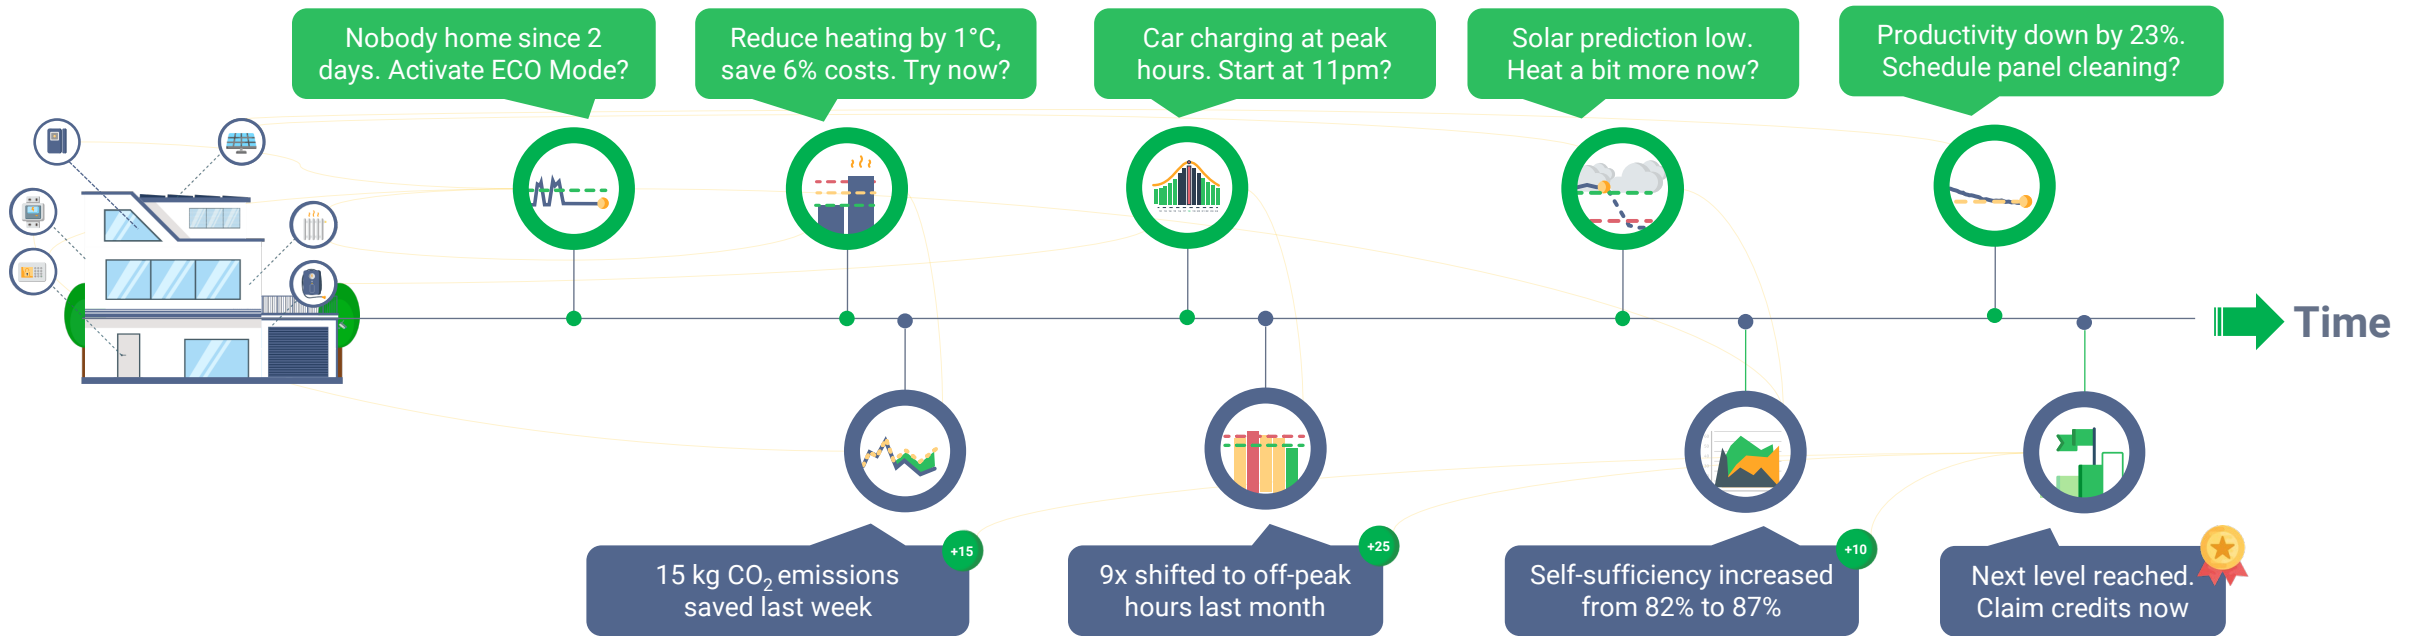 Nobody home since 2
days. Activate ECO Mode?
Reduce heating by 1°C,
save 6% costs. Try now?
Car charging at peak
hours. Start at 11pm?
Solar prediction low.
Heat a bit more now?
Productivity down by 23%.
Schedule panel cleaning?
Time
+15
15 kg CO₂ emissions
saved last week
+25
9x shifted to off-peak
hours last month
+10
Self-sufficiency increased
from 82% to 87%
Next level reached.
Claim credits now